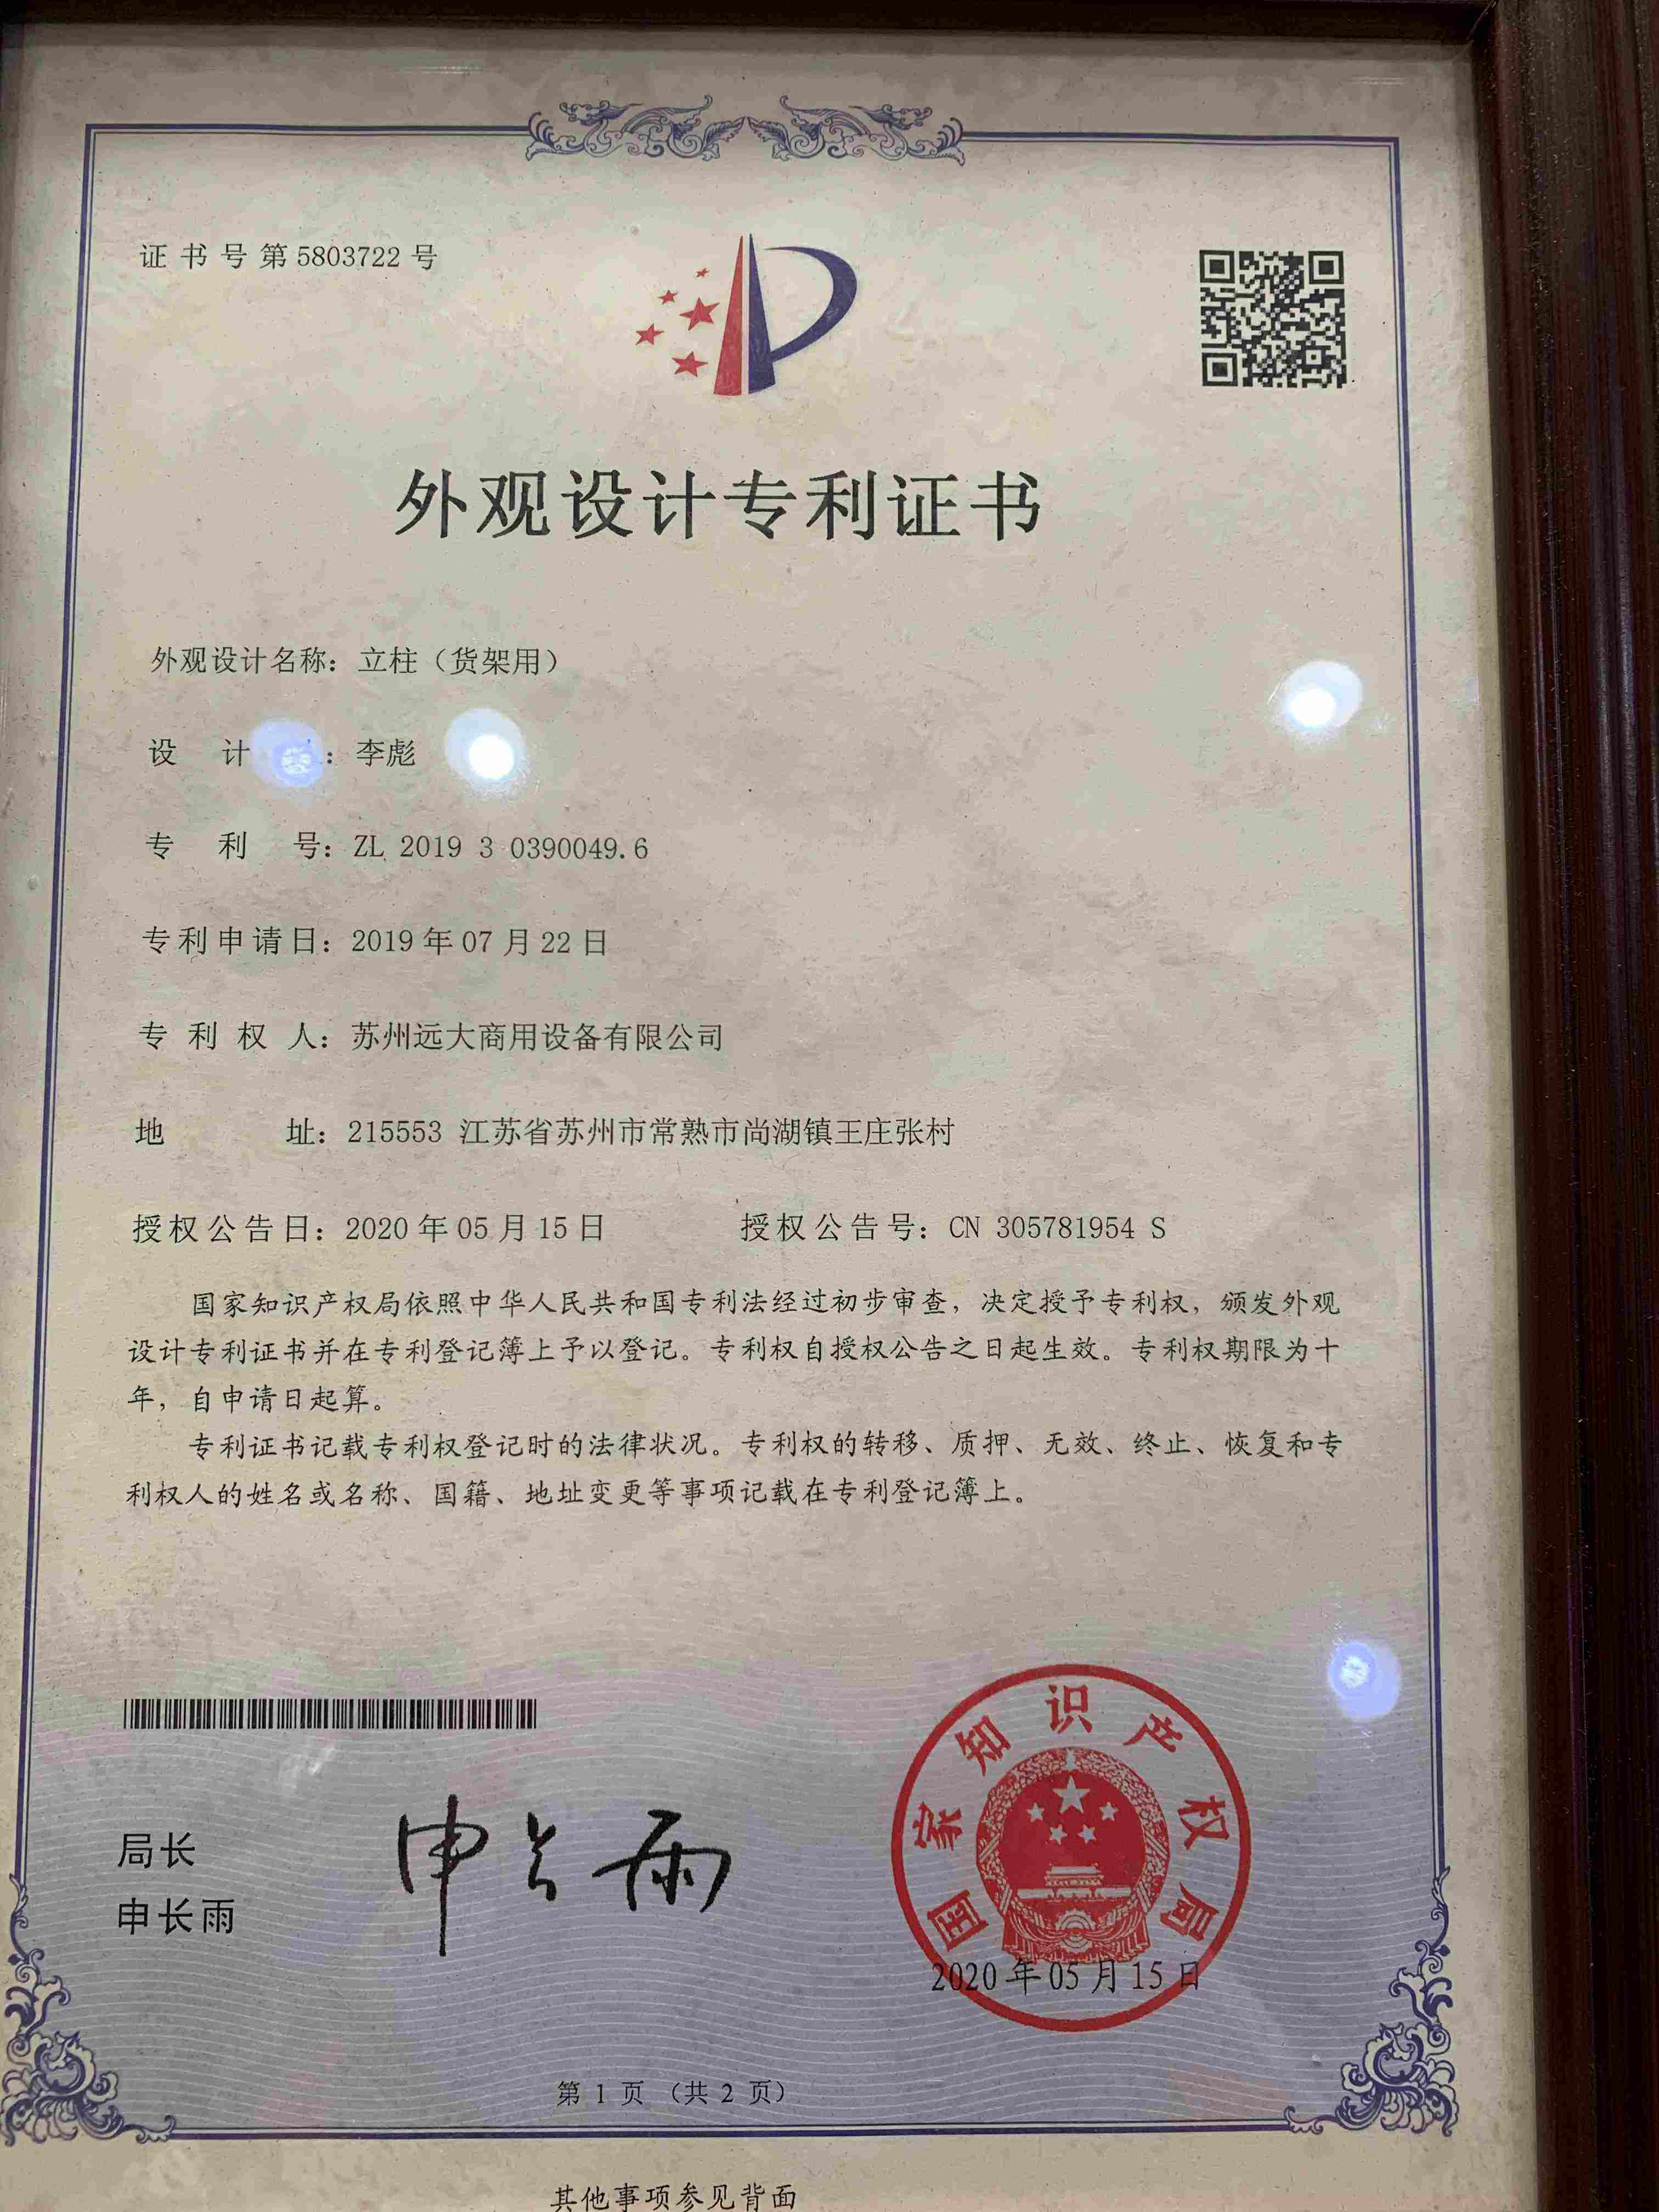 证书号第5803722号
外观设计专利证书
外观设计名称：立柱（货架用）
设 计 ：李彪
专 利 号：ZL 2019 3 0390049.6
专利申请日：2019年07月22日
专 利 权 人：苏州远大商用设备有限公司
地 址：215553 江苏省苏州市常熟市尚湖镇王庄张村
授权公告日：2020年05月15日 授权公告号：CN 305781954 S
国家知识产权局依照中华人民共和国专利法经过初步审查，决定授予专利权，颁发外观
设计专利证书并在专利登记簿上予以登记。专利权自授权公告之日起生效。专利权期限为十
年，自申请日起算。
专利证书记载专利权登记时的法律状况。专利权的转移、质押、无效、终止、恢复和专
利权人的姓名或名称、国籍、地址变更等事项记载在专利登记簿上。
局长
申长雨
申长雨
国家知识产权局
2020年05月15日
第 1 页 （共 2 页）
其他事项参见背面